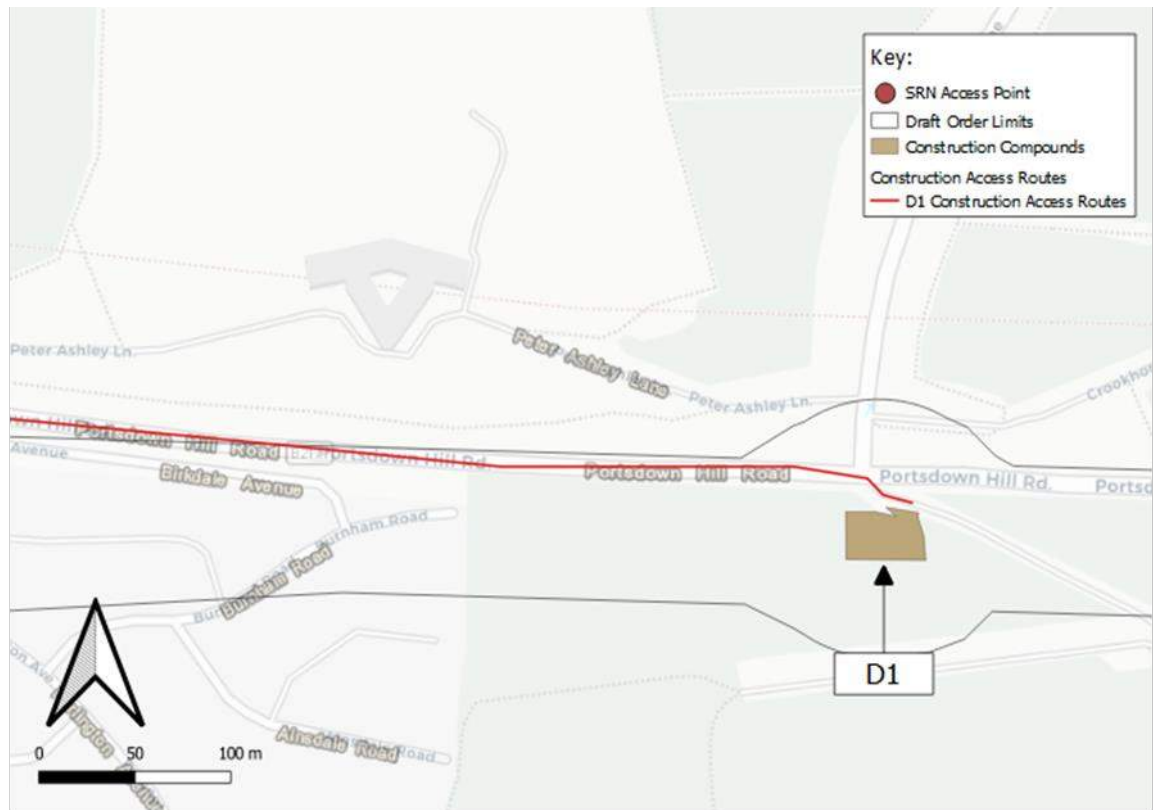 Key:
SRN Access Point
Draft Order Limits
Construction Compounds
Construction Access Routes
D1 Construction Access Routes
Peter Ashley Ln.
Peter Ashley Lane
Peter Ashley Ln.
Portsdown Hill Road
Portsdown Hill Rd.
Portsdown Hill Road
Portsdown Hill Rd.
Avenue
Birkdale Avenue
Burnham Road
Burnham Road
D1
Ainsdale Road
Road
0 50 100 m